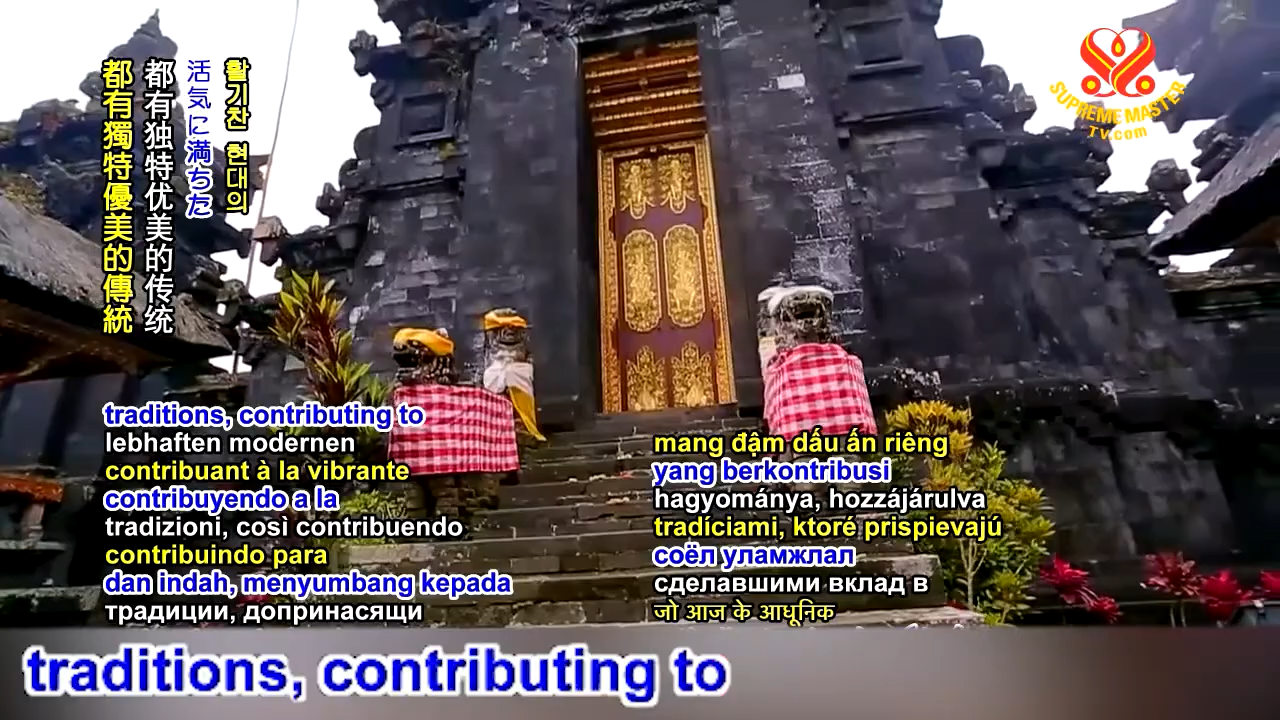 都有獨特優美的傳統
都有独特优美的传统
活気に満ちた
활기찬 현대의
SUPREME MASTER
TV.com
traditions, contributing to
lebhaften modernen
contribuant à la vibrante
contribuyendo a la
tradizioni, così contribuendo
contribuindo para
dan indah, menyumbang kepada
традиции, допринасящи
mang đậm dấu ấn riêng
yang berkontribusi
hagyománya, hozzájárulva
tradíciami, ktoré prispievajú
соёл уламжлал
сделавшими вклад в
जो आज के आधूनिक
traditions, contributing to